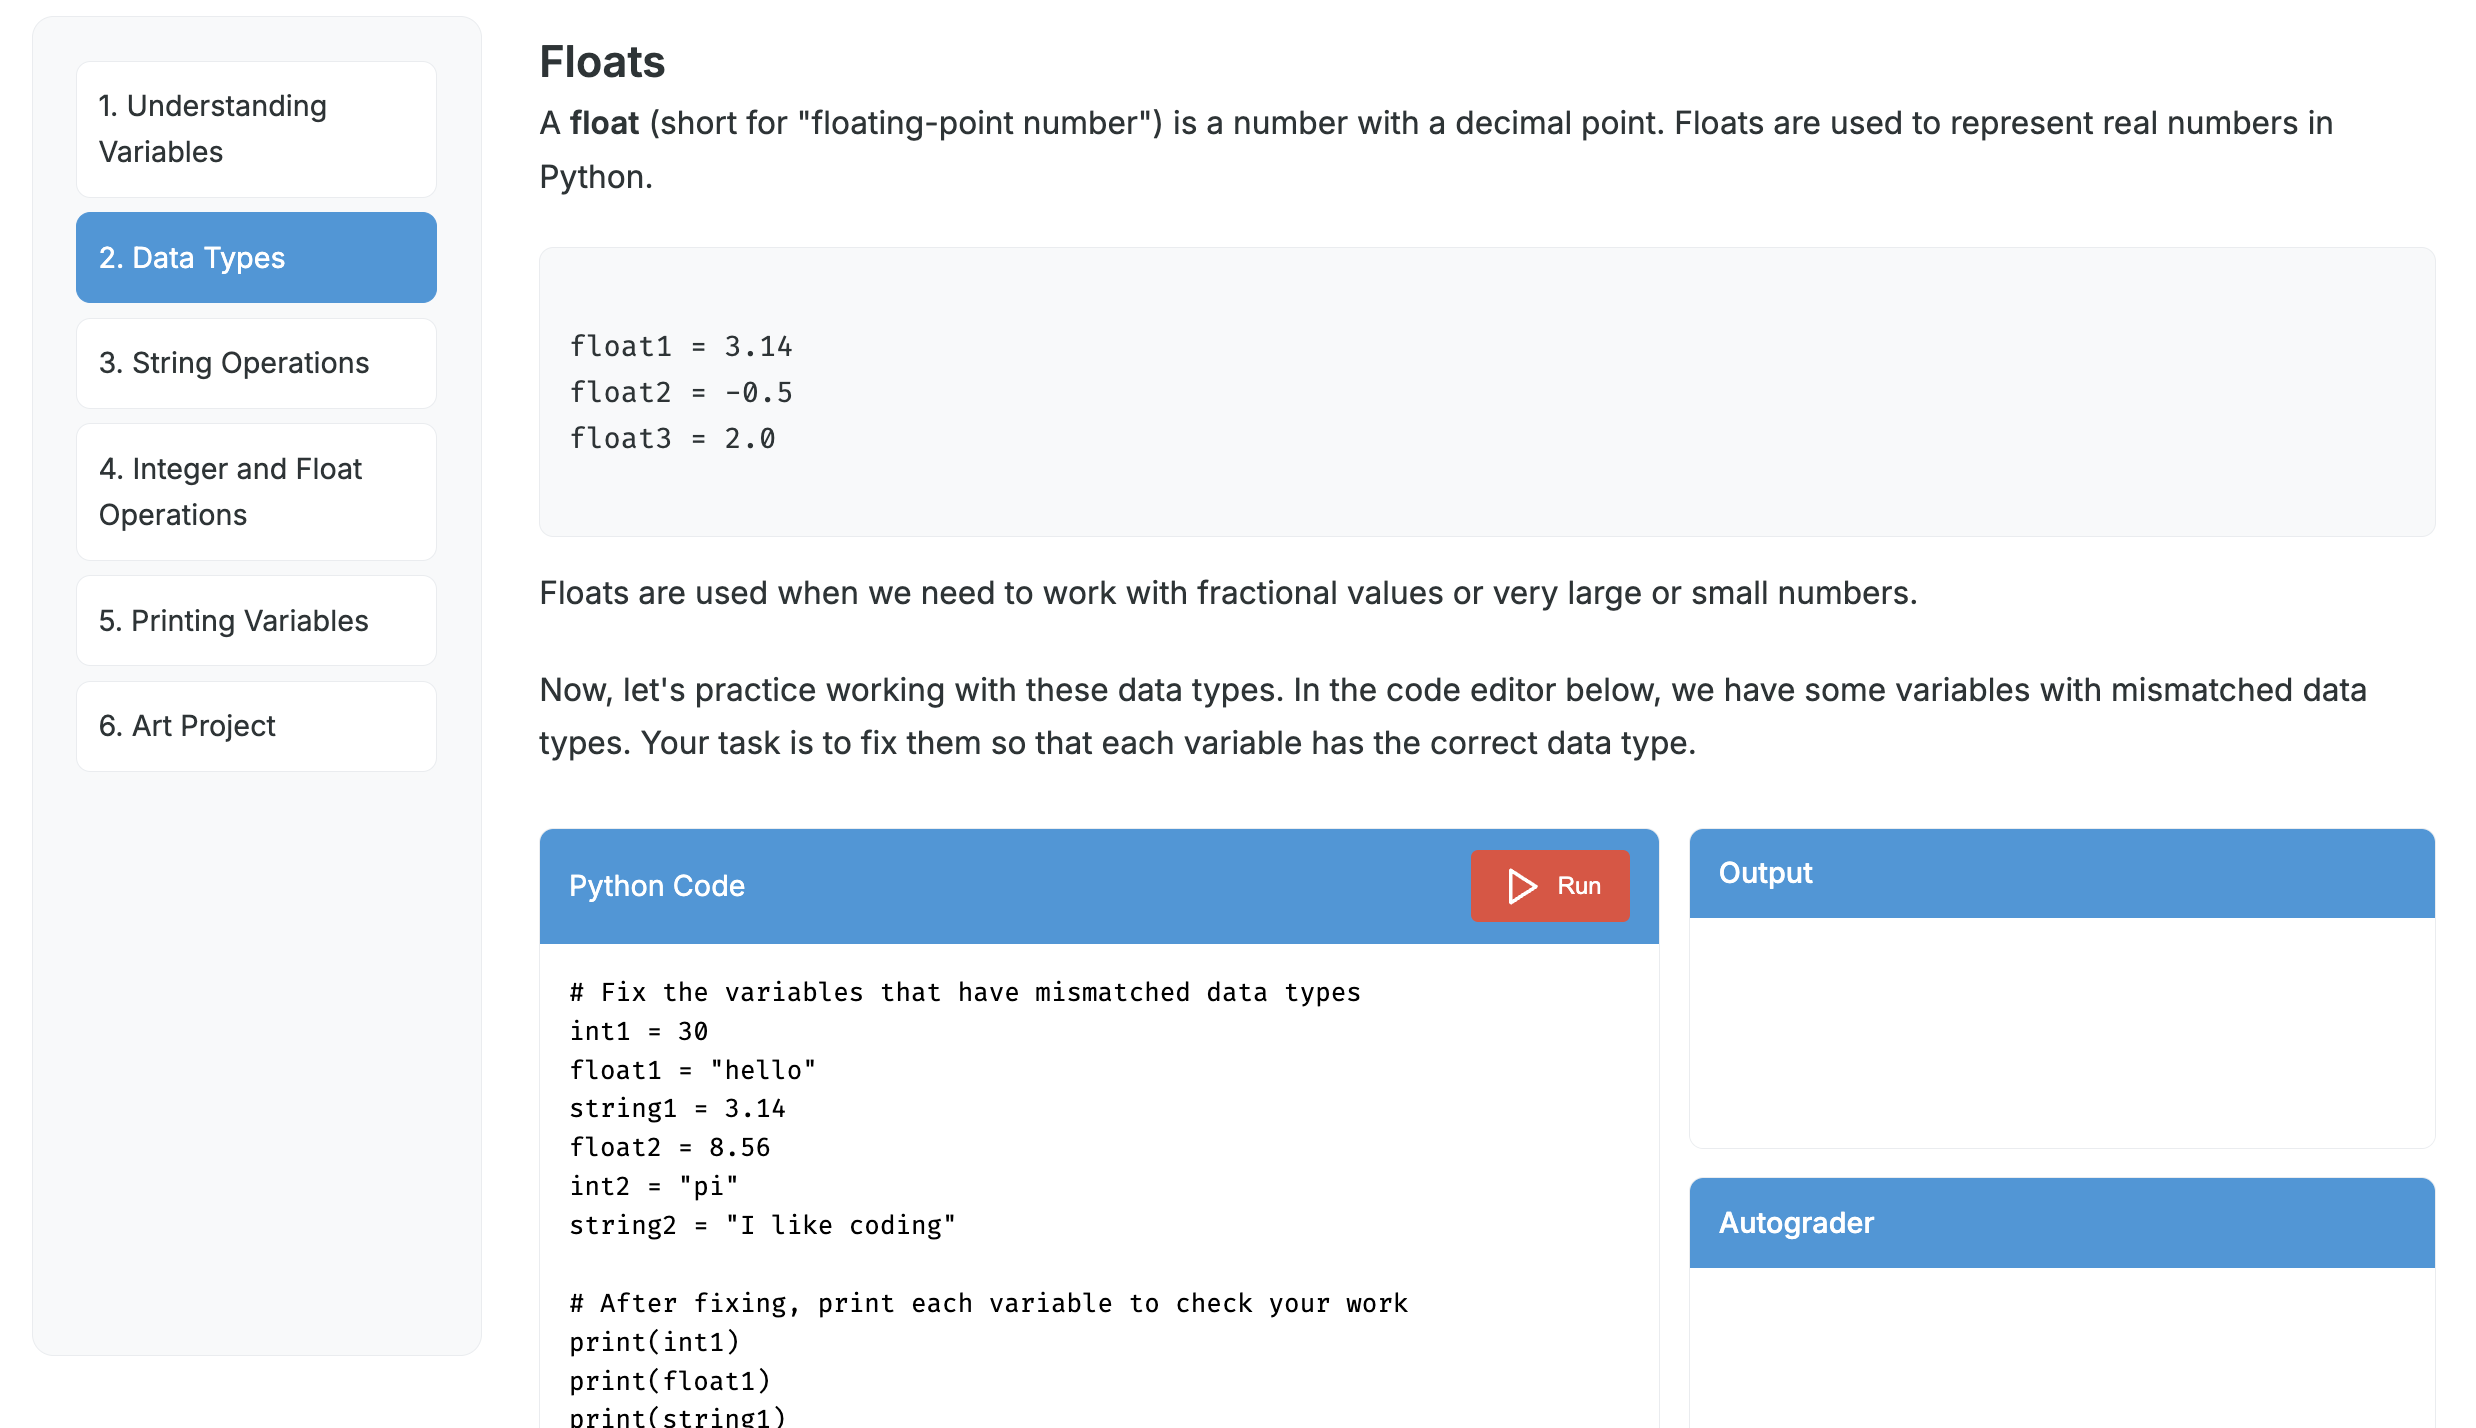 1. Understanding
Variables
2. Data Types
3. String Operations
4. Integer and Float
Operations
5. Printing Variables
6. Art Project
Floats
A float (short for "floating-point number") is a number with a decimal point. Floats are used to represent real numbers in
Python.
float1 = 3.14
float2 = -0.5
float3 = 2.0
Floats are used when we need to work with fractional values or very large or small numbers.
Now, let's practice working with these data types. In the code editor below, we have some variables with mismatched data
types. Your task is to fix them so that each variable has the correct data type.
Python Code
Run
# Fix the variables that have mismatched data types
int1 = 30
float1 = "hello"
string1 = 3.14
float2 = 8.56
int2 = "pi"
string2 = "I like coding"
# After fixing, print each variable to check your work
print(int1)
print(float1)
print(string1)
Output
Autograder